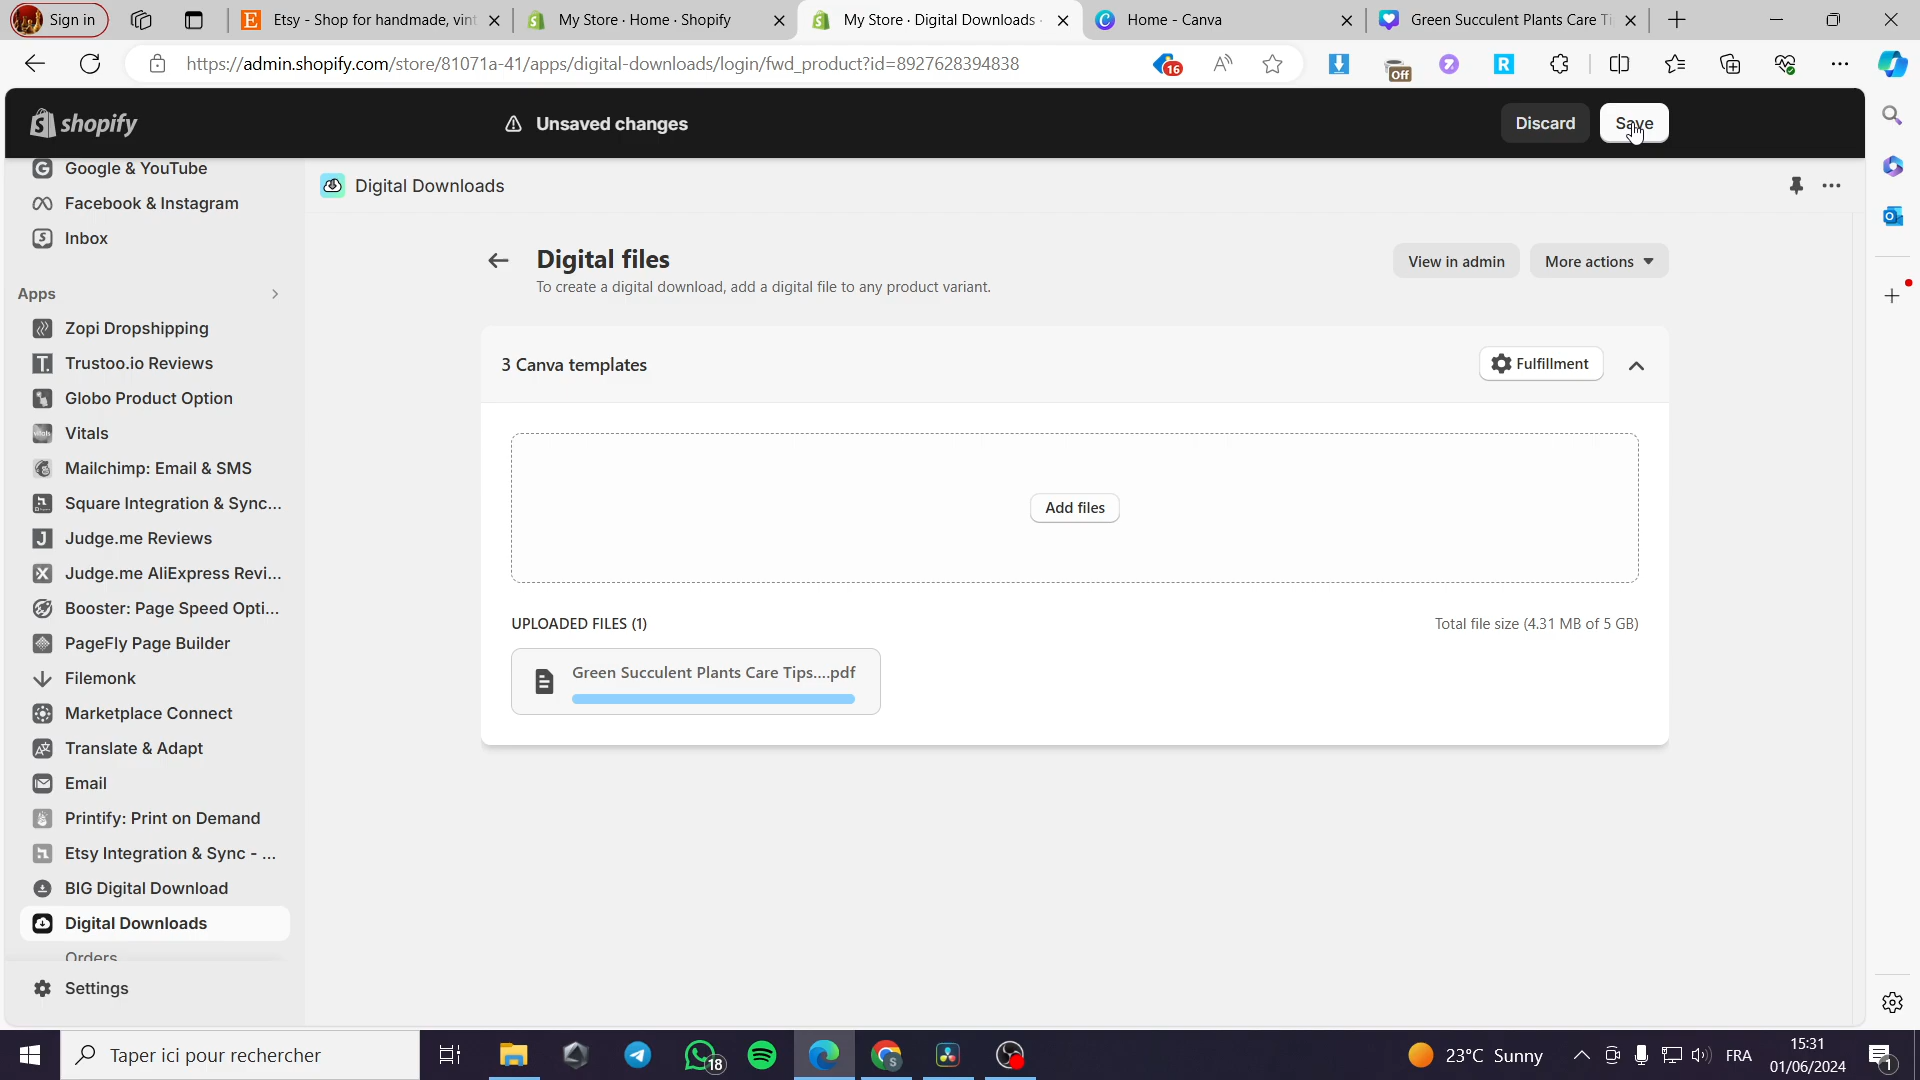 Sign in
Etsy - Shop for handmade, vint
My Store · Home · Shopify
My Store · Digital Downloads ·
Home - Canva
Green Succulent Plants Care Ti
https://admin.shopify.com/store/81071a-41/apps/digital-downloads/login/fwd_product?id=8927628394838
16
Off
shopify
Unsaved changes
Discard
Save
Google & YouTube
Facebook & Instagram
Inbox
Apps
Zopi Dropshipping
Trustoo.io Reviews
Globo Product Option
Vitals
Mailchimp: Email & SMS
Square Integration & Sync...
Judge.me Reviews
Judge.me AliExpress Revi...
Booster: Page Speed Opti...
PageFly Page Builder
Filemonk
Marketplace Connect
Translate & Adapt
Email
Printify: Print on Demand
Etsy Integration & Sync - ...
BIG Digital Download
Digital Downloads
Orders
Settings
Digital Downloads
Digital files
To create a digital download, add a digital file to any product variant.
View in admin
More actions
3 Canva templates
Fulfillment
Add files
UPLOADED FILES (1)
Total file size (4.31 MB of 5 GB)
Green Succulent Plants Care Tips....pdf
Taper ici pour rechercher
18
23°C Sunny
FRA
15:31
01/06/2024
1